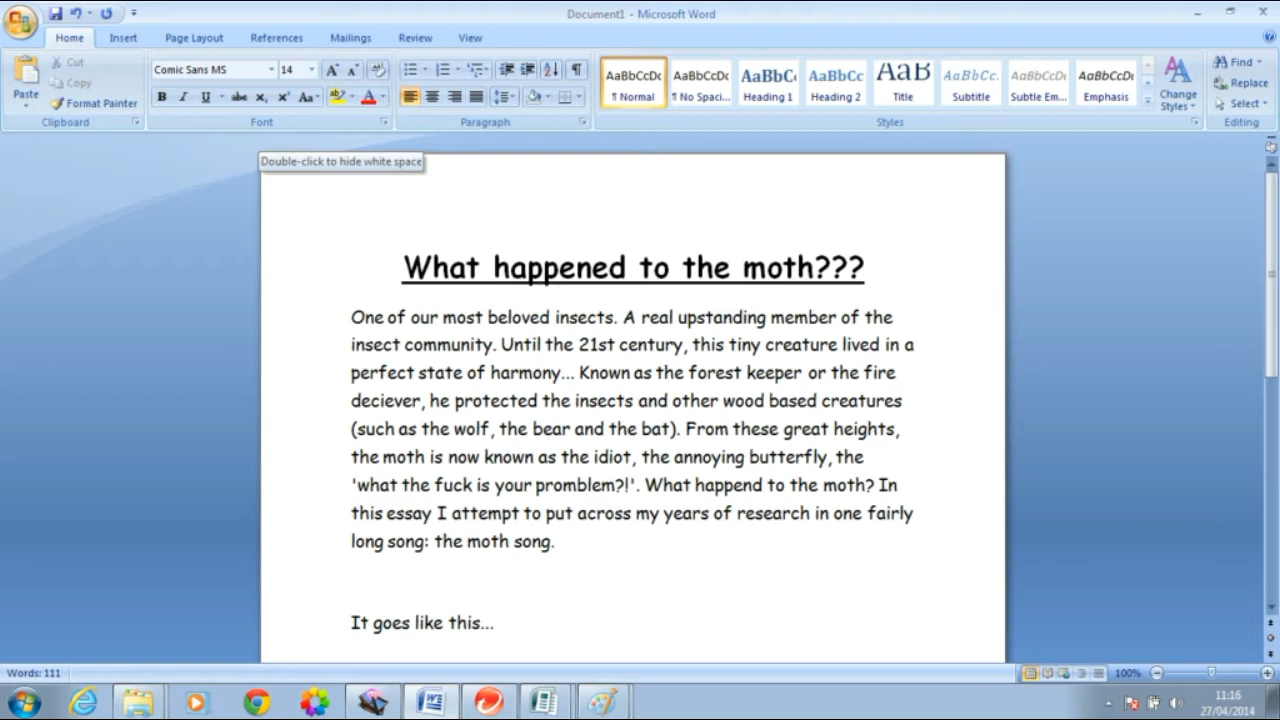 Document1 - Microsoft Word
Home Insert Page Layout References Mailings Review View
Paste
Cut
Copy
Format Painter
Clipboard
Comic Sans MS 14
Font
Paragraph
AaBbCcDc AaBbCcDc AaBbC AaBbCc AaB AaBbCc. AaBbCcDc AaBbCcDc
¶ Normal ¶ No Spaci... Heading 1 Heading 2 Title Subtitle Subtle Em... Emphasis
Change Styles
Styles
Find
Replace
Select
Editing
Double-click to hide white space
What happened to the moth???
One of our most beloved insects. A real upstanding member of the
insect community. Until the 21st century, this tiny creature lived in a
perfect state of harmony... Known as the forest keeper or the fire
deciever, he protected the insects and other wood based creatures
(such as the wolf, the bear and the bat). From these great heights,
the moth is now known as the idiot, the annoying butterfly, the
'what the fuck is your promblem?!'. What happend to the moth? In
this essay I attempt to put across my years of research in one fairly
long song: the moth song.
It goes like this...
Words: 111
100%
11:16
27/04/2014